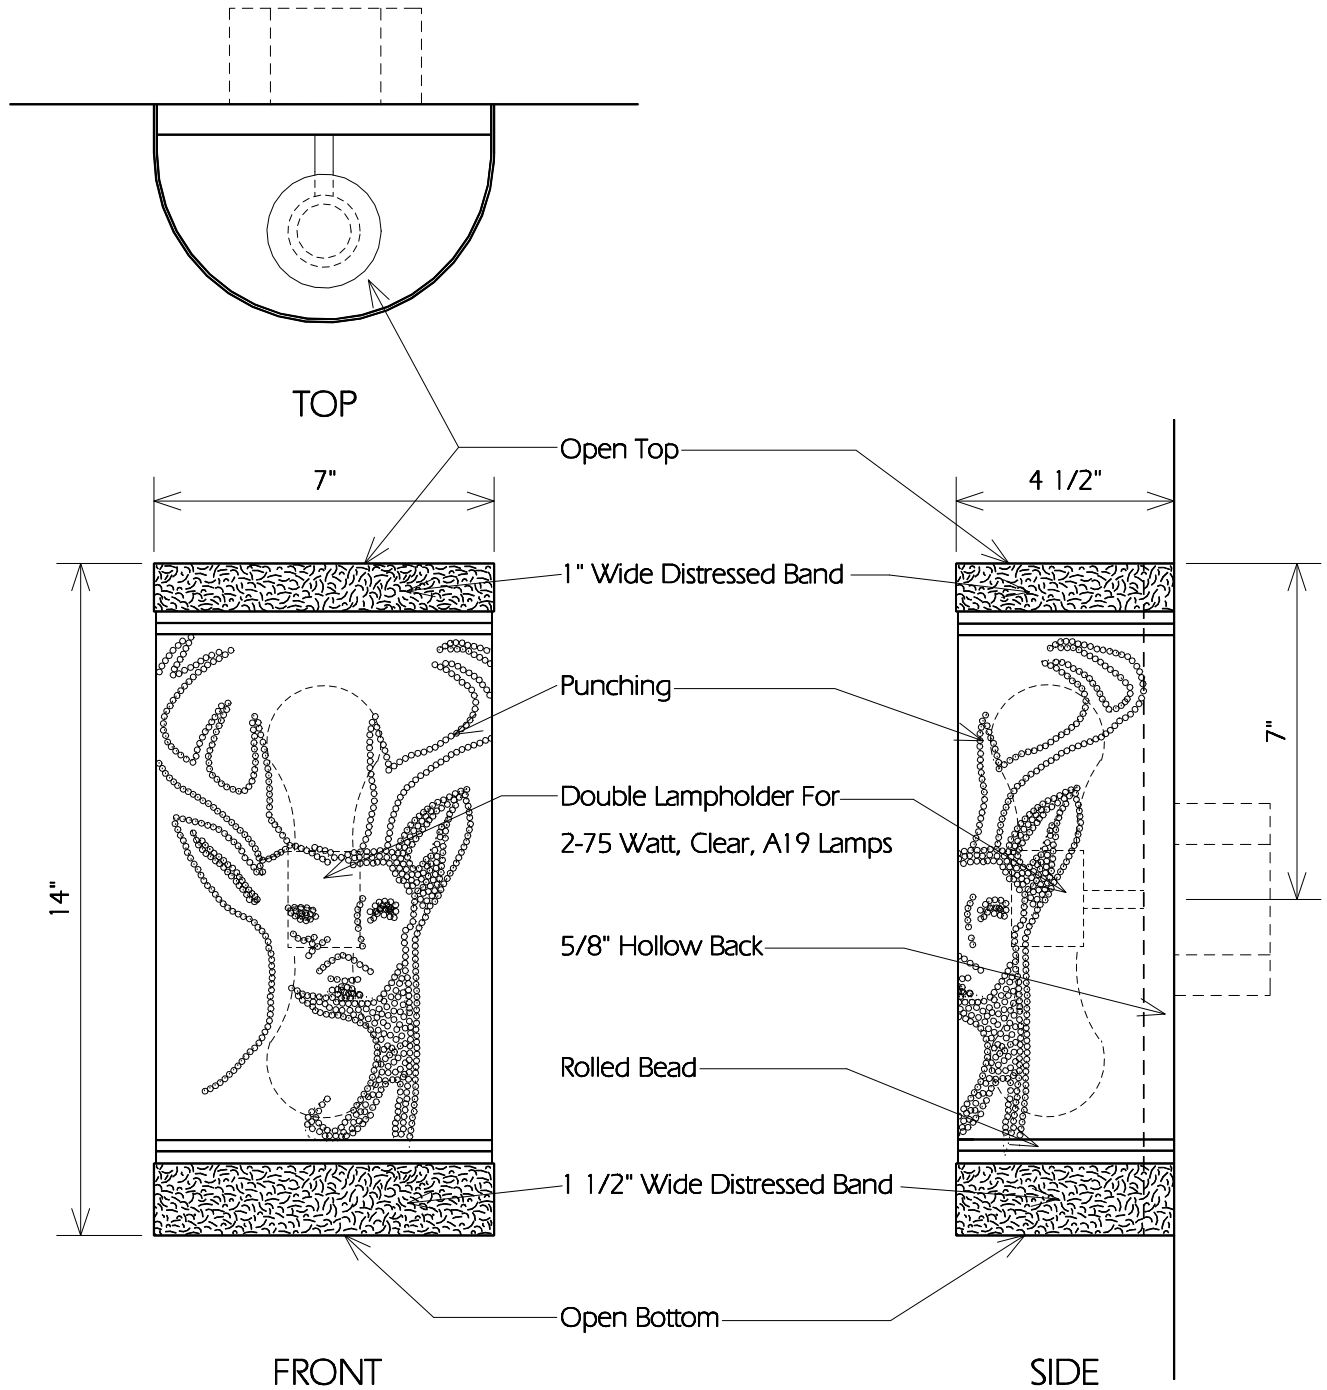 TOP
Open Top
7"
4 1/2"
1" Wide Distressed Band
Punching
7"
Double Lampholder For
2-75 Watt, Clear, A19 Lamps
14"
5/8" Hollow Back
Rolled Bead
1 1/2" Wide Distressed Band
Open Bottom
FRONT
SIDE